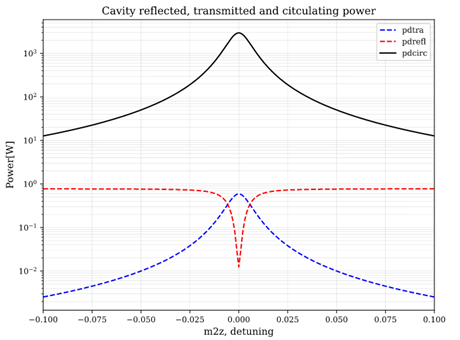 Cavity reflected, transmitted and citculating power
pdtra
pdrefl
pdcirc
Power[W]
10³
10²
10¹
10⁰
10⁻¹
10⁻²
−0.100 −0.075 −0.050 −0.025 0.000 0.025 0.050 0.075 0.100
m2z, detuning